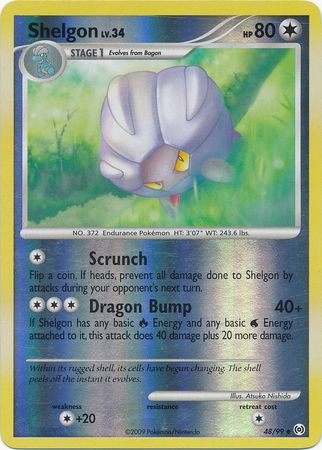 Shelgon LV.34 HP 80
STAGE 1 Evolves from Bagon
NO. 372 Endurance Pokémon HT: 3'07" WT: 243.6 lbs.
Scrunch
Flip a coin. If heads, prevent all damage done to Shelgon by
attacks during your opponent's next turn.
Dragon Bump 40+
If Shelgon has any basic Energy and any basic Energy
attached to it, this attack does 40 damage plus 20 more damage.
Within its rugged shell, its cells have begun changing. The shell
peels off the instant it evolves.
Illus. Atsuko Nishida
weakness resistance retreat cost
+20
©2009 Pokémon/Nintendo 48/99